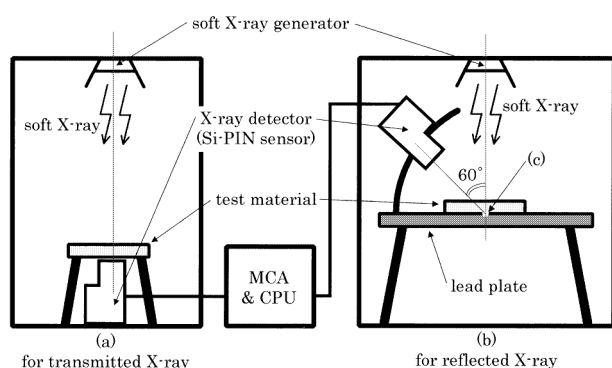 soft X-ray generator
soft X-ray
soft X-ray
X-ray detector
(Si-PIN sensor)
60°
(c)
test material
MCA
& CPU
lead plate
(a)
for transmitted X-ray
(b)
for reflected X-ray